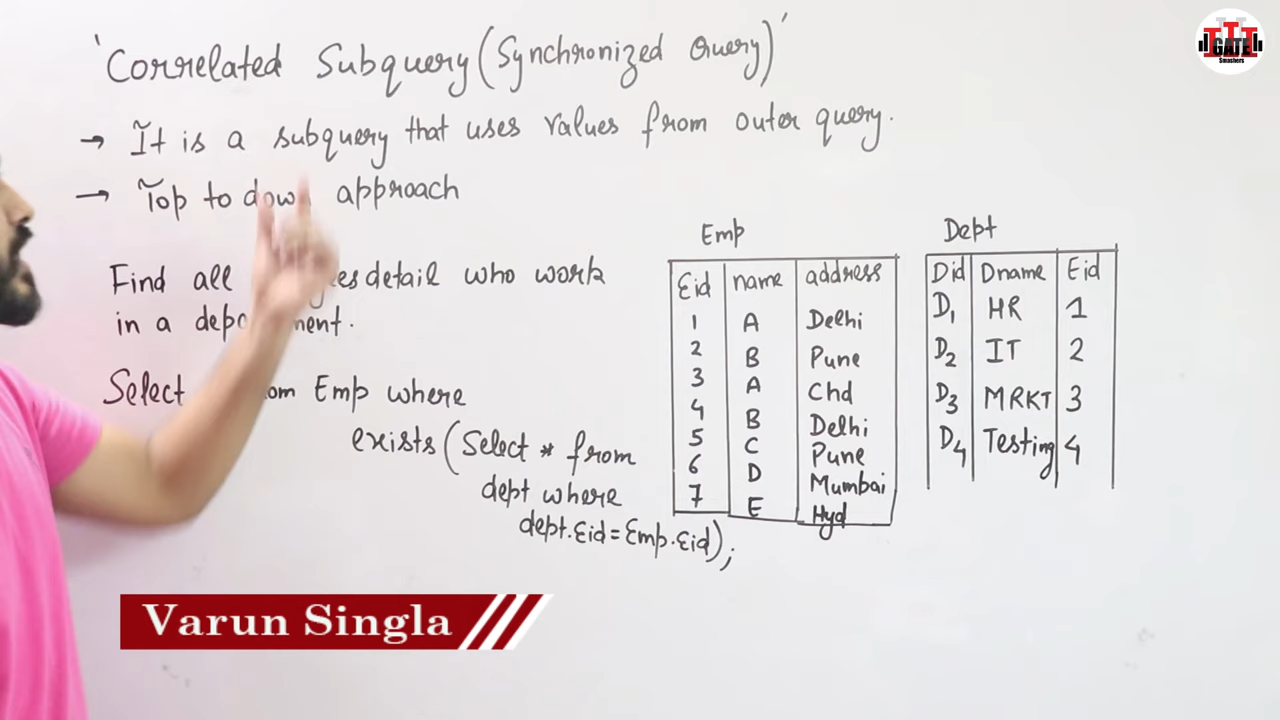 'Correlated Subquery (Synchronized Query)'
→ It is a subquery that uses values from outer query.
→ Top to down approach
Find all detail who work
in a
Select Emp where
exists (Select * from
dept where
dept.Eid = Emp.Eid);
Emp
Eid name address
1 A Delhi
2 B Pune
3 A Chd
4 B Delhi
5 C Pune
6 D Mumbai
7 E Hyd
Dept
Did Dname Eid
D1 HR 1
D2 IT 2
D3 MRKT 3
D4 Testing 4
Varun Singla
GATE
Smashers